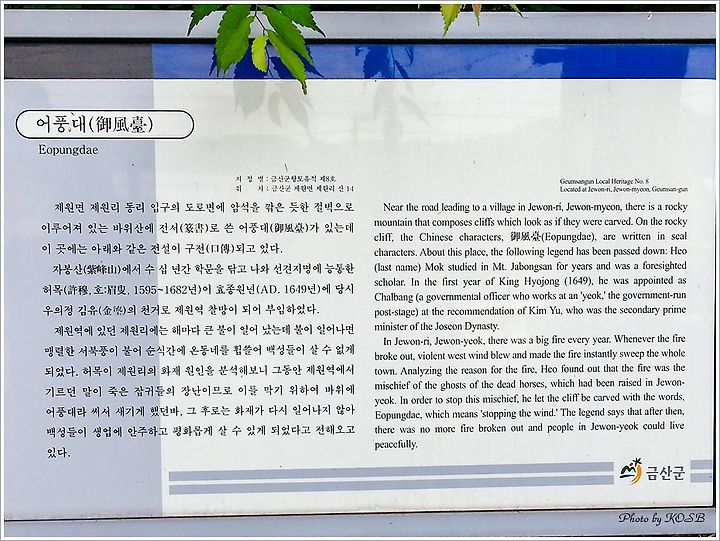 어풍대(御風臺)
Eopungdae
지 정 별 : 금산군향토유적 제8호
위 치 : 금산군 제원면 제원리 산 14
제원면 제원리 동리 입구의 도로변에 암석을 깎은 듯한 절벽으로
이루어져 있는 바위산에 전서(篆書)로 쓴 어풍대(御風臺)가 있는데
이 곳에는 아래와 같은 전설이 구전(口傳)되고 있다.
자봉산(紫峰山)에서 수 십 년간 학문을 닦고 나와 선견지명에 능통한
허목(許穆, 호:眉叟, 1595~1682년)이 효종원년(AD. 1649년)에 당시
우의정 김유(金堉)의 천거로 제원역 찰방이 되어 부임하였다.
제원역에 있던 제원리에는 해마다 큰 불이 일어 났는데 불이 일어나면
맹렬한 서북풍이 불어 순식간에 온동네를 휩쓸어 백성들이 살 수 없게
되었다. 허목이 제원리의 화재 원인을 분석해보니 그동안 제원역에서
기르던 말이 죽은 잡귀들의 장난이므로 이를 막기 위하여 바위에
어풍대라 써서 새기게 했던바, 그 후로는 화재가 다시 일어나지 않아
백성들이 생업에 안주하고 평화롭게 살 수 있게 되었다고 전해오고
있다.
Geumsangun Local Heritage No. 8
Located at Jewon-ri, Jewon-myeon, Geumsan-gun
Near the road leading to a village in Jewon-ri, Jewon-myeon, there is a rocky
mountain that composes cliffs which look as if they were carved. On the rocky
cliff, the Chinese characters, 御風臺(Eopungdae), are written in seal
characters. About this place, the following legend has been passed down: Heo
(last name) Mok studied in Mt. Jabongsan for years and was a foresighted
scholar. In the first year of King Hyojong (1649), he was appointed as
Chalbang (a governmental officer who works at an 'yeok,' the government-run
post-stage) at the recommendation of Kim Yu, who was the secondary prime
minister of the Joseon Dynasty.
In Jewon-ri, Jewon-yeok, there was a big fire every year. Whenever the fire
broke out, violent west wind blew and made the fire instantly sweep the whole
town. Analyzing the reason for the fire, Heo found out that the fire was the
mischief of the ghosts of the dead horses, which had been raised in Jewon-
yeok. In order to stop this mischief, he let the cliff be carved with the words,
Eopungdae, which means 'stopping the wind.' The legend says that after then,
there was no more fire broken out and people in Jewon-yeok could live
peacefully.
금산군
Photo by KOSB